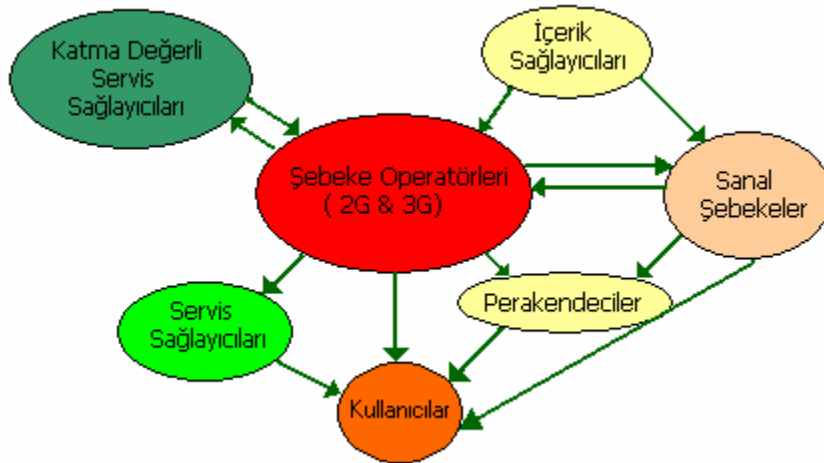 Katma Değerli
Servis
Sağlayıcıları
İçerik
Sağlayıcıları
Şebeke Operatörleri
( 2G & 3G)
Sanal
Şebekeler
Servis
Sağlayıcıları
Perakendeciler
Kullanıcılar